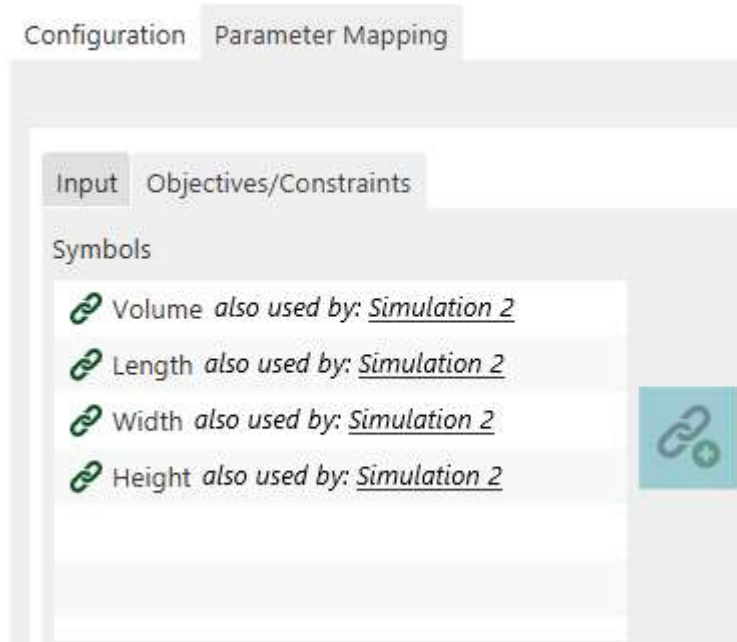 Configuration Parameter Mapping
Input Objectives/Constraints
Symbols
Volume also used by: Simulation 2
Length also used by: Simulation 2
Width also used by: Simulation 2
Height also used by: Simulation 2